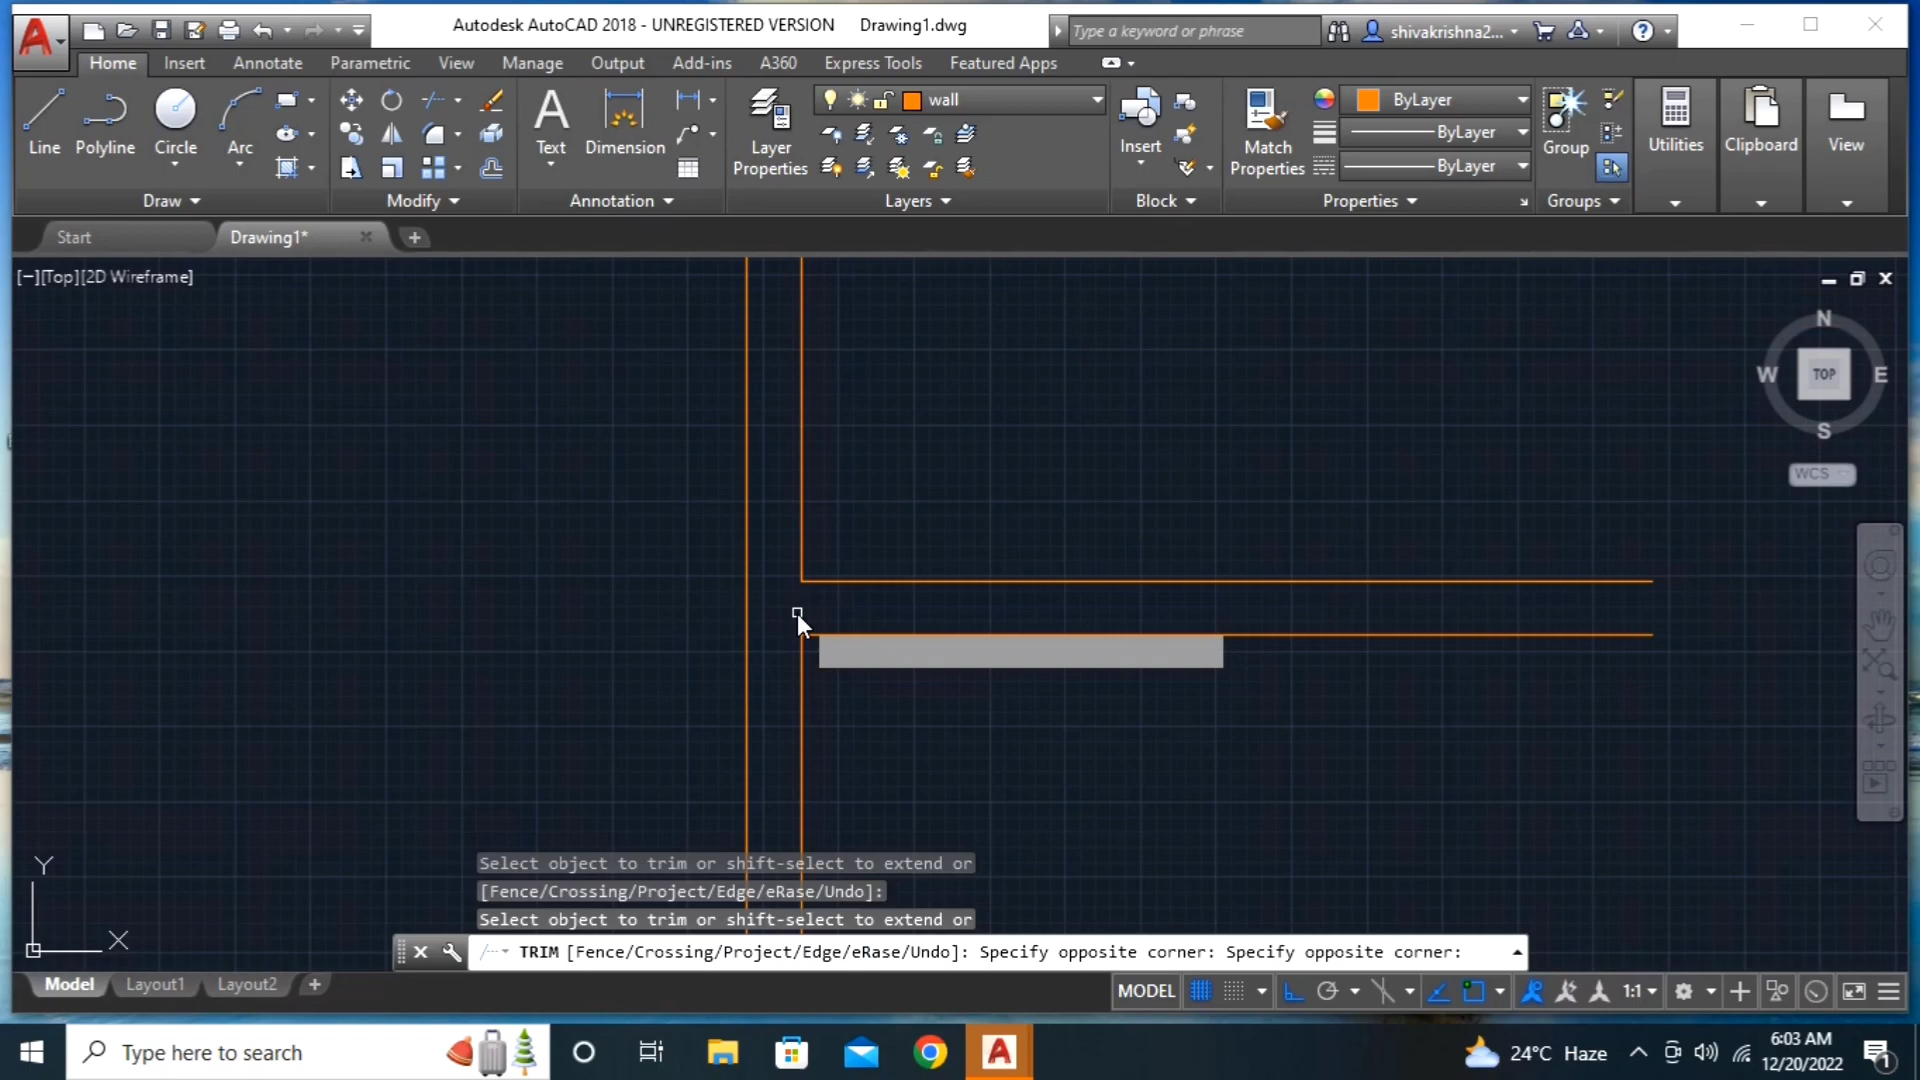 Autodesk AutoCAD 2018 - UNREGISTERED VERSION Drawing1.dwg
Type a keyword or phrase
shivakrishna2...
Home Insert Annotate Parametric View Manage Output Add-ins A360 Express Tools Featured Apps
wall
ByLayer
ByLayer
ByLayer
Line Polyline Circle Arc
Text Dimension
Layer Properties
Insert
Match Properties
Group
Utilities Clipboard View
Draw Modify Annotation Layers Block Properties Groups
Start Drawing1*
[−][Top][2D Wireframe]
N
W TOP E
S
WCS
Y
X
Select object to trim or shift-select to extend or
[Fence/Crossing/Project/Edge/eRase/Undo]:
Select object to trim or shift-select to extend or
TRIM [Fence/Crossing/Project/Edge/eRase/Undo]: Specify opposite corner: Specify opposite corner:
Model Layout1 Layout2
MODEL 1:1
Type here to search
24°C Haze
6:03 AM
12/20/2022
1